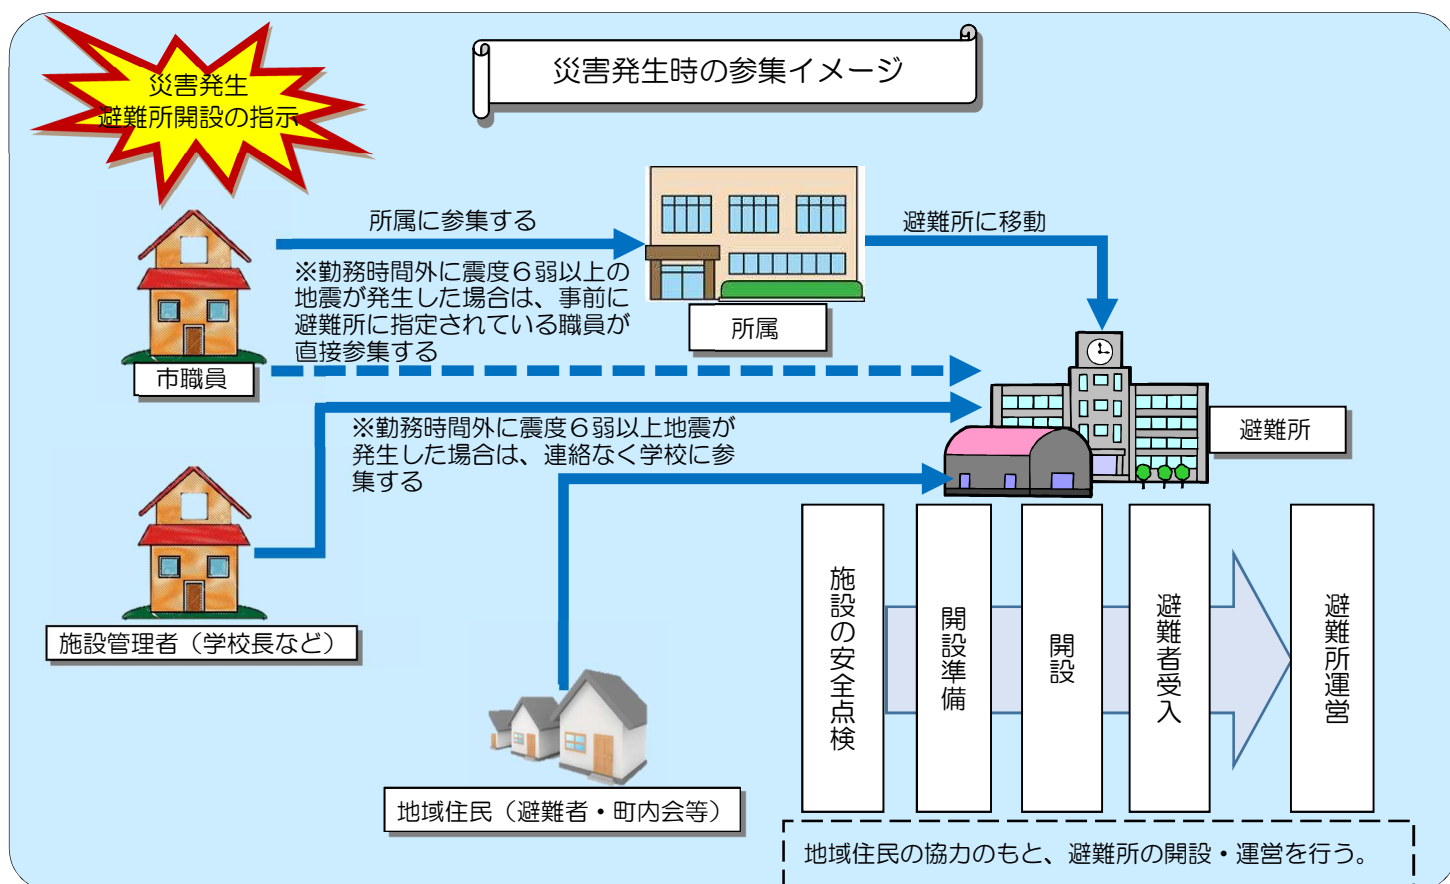 災害発生時の参集イメージ
災害発生
避難所開設の指示
所属に参集する
避難所に移動
※勤務時間外に震度６弱以上の
地震が発生した場合は、事前に
避難所に指定されている職員が
直接参集する
所属
市職員
※勤務時間外に震度６弱以上地震が
発生した場合は、連絡なく学校に参
集する
避難所
施設管理者（学校長など）
地域住民（避難者・町内会等）
施設の安全点検
開設準備
開設
避難者受入
避難所運営
地域住民の協力のもと、避難所の開設・運営を行う。